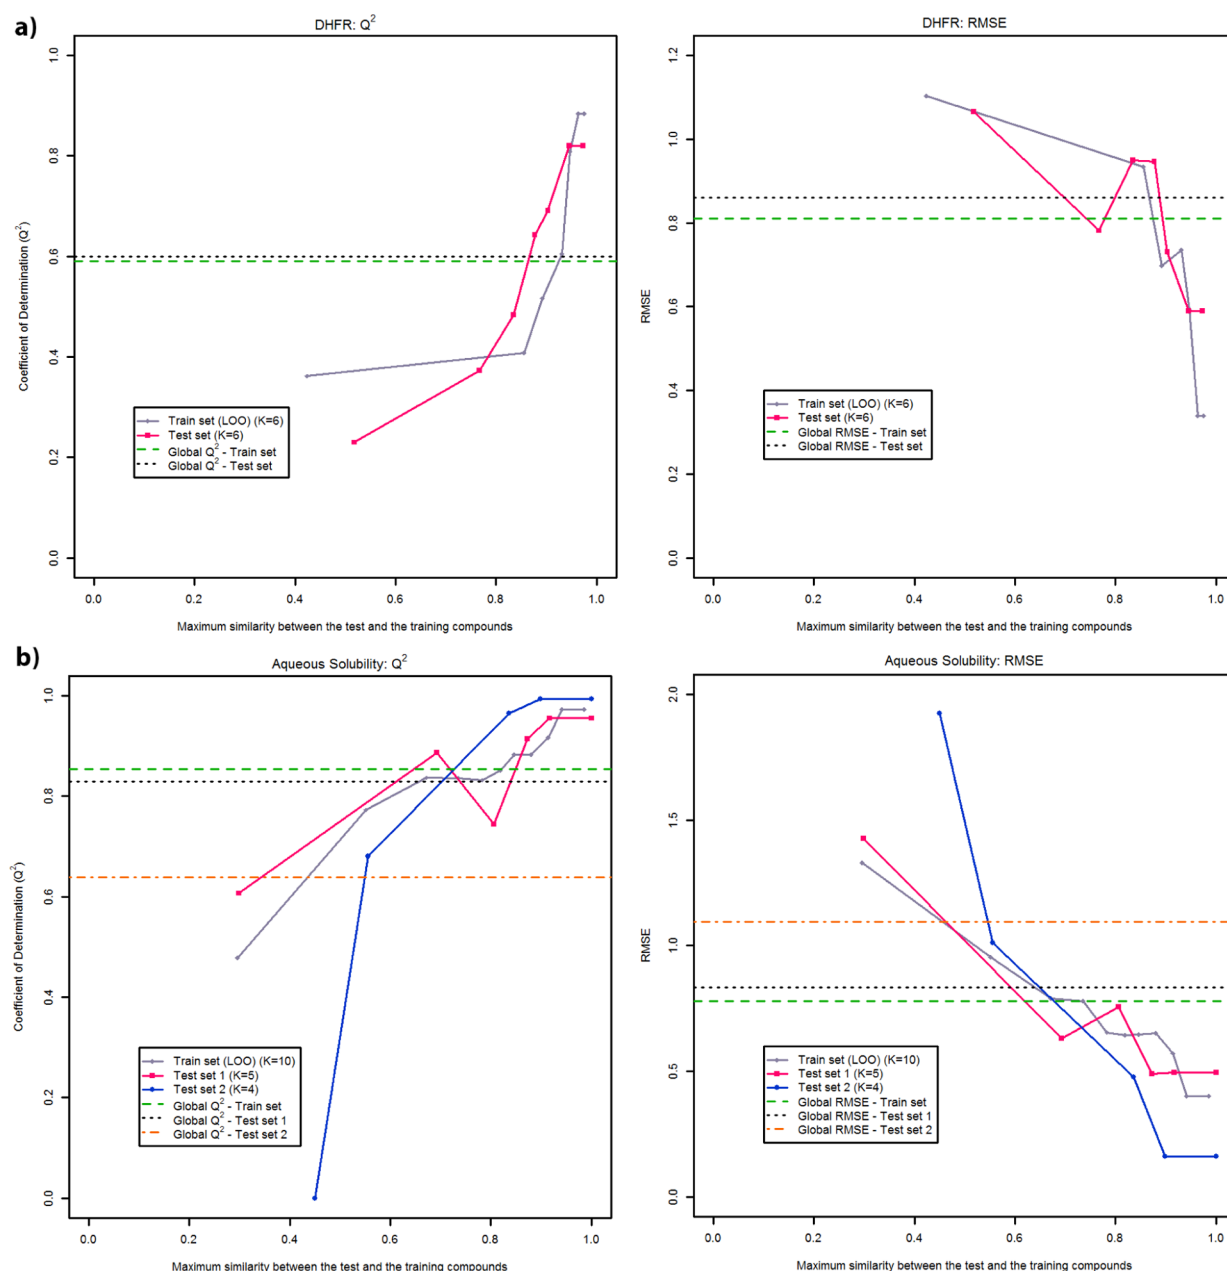 a)
DHFR: Q²
Coefficient of Determination (Q²)
1.0
0.8
0.6
0.4
0.2
0.0
Train set (LOO) (K=6)
Test set (K=6)
Global Q² - Train set
Global Q² - Test set
0.0 0.2 0.4 0.6 0.8 1.0
Maximum similarity between the test and the training compounds
DHFR: RMSE
RMSE
1.2
1.0
0.8
0.6
0.4
0.2
0.0
Train set (LOO) (K=6)
Test set (K=6)
Global RMSE - Train set
Global RMSE - Test set
0.0 0.2 0.4 0.6 0.8 1.0
Maximum similarity between the test and the training compounds
b)
Aqueous Solubility: Q²
Coefficient of Determination (Q²)
1.0
0.8
0.6
0.4
0.2
0.0
Train set (LOO) (K=10)
Test set 1 (K=5)
Test set 2 (K=4)
Global Q² - Train set
Global Q² - Test set 1
Global Q² - Test set 2
0.0 0.2 0.4 0.6 0.8 1.0
Maximum similarity between the test and the training compounds
Aqueous Solubility: RMSE
RMSE
2.0
1.5
1.0
0.5
0.0
Train set (LOO) (K=10)
Test set 1 (K=5)
Test set 2 (K=4)
Global RMSE - Train set
Global RMSE - Test set 1
Global RMSE - Test set 2
0.0 0.2 0.4 0.6 0.8 1.0
Maximum similarity between the test and the training compounds